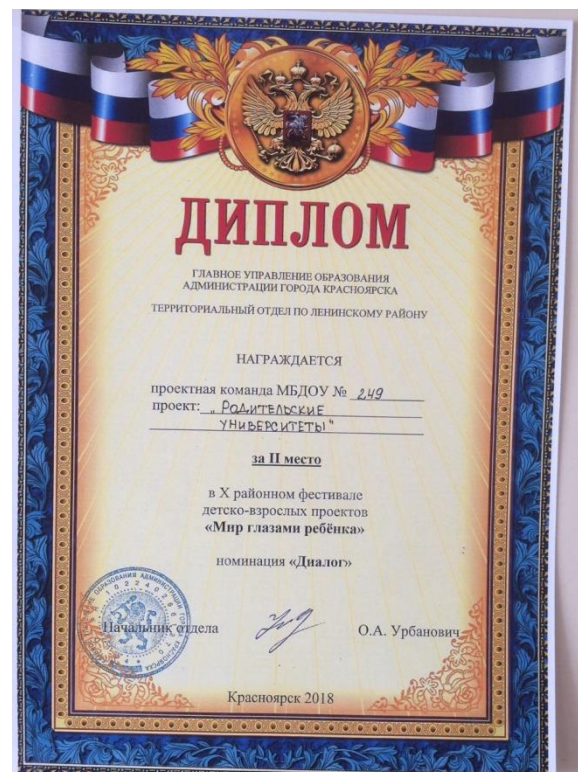 ДИПЛОМ
ГЛАВНОЕ УПРАВЛЕНИЕ ОБРАЗОВАНИЯ
АДМИНИСТРАЦИИ ГОРОДА КРАСНОЯРСКА
ТЕРРИТОРИАЛЬНЫЙ ОТДЕЛ ПО ЛЕНИНСКОМУ РАЙОНУ
НАГРАЖДАЕТСЯ
проектная команда МБДОУ № 249
проект: „РОДИТЕЛЬСКИЕ
УНИВЕРСИТЕТЫ"
за II место
в X районном фестивале
детско-взрослых проектов
«Мир глазами ребёнка»
номинация «Диалог»
Начальник отдела О.А. Урбанович
Красноярск 2018